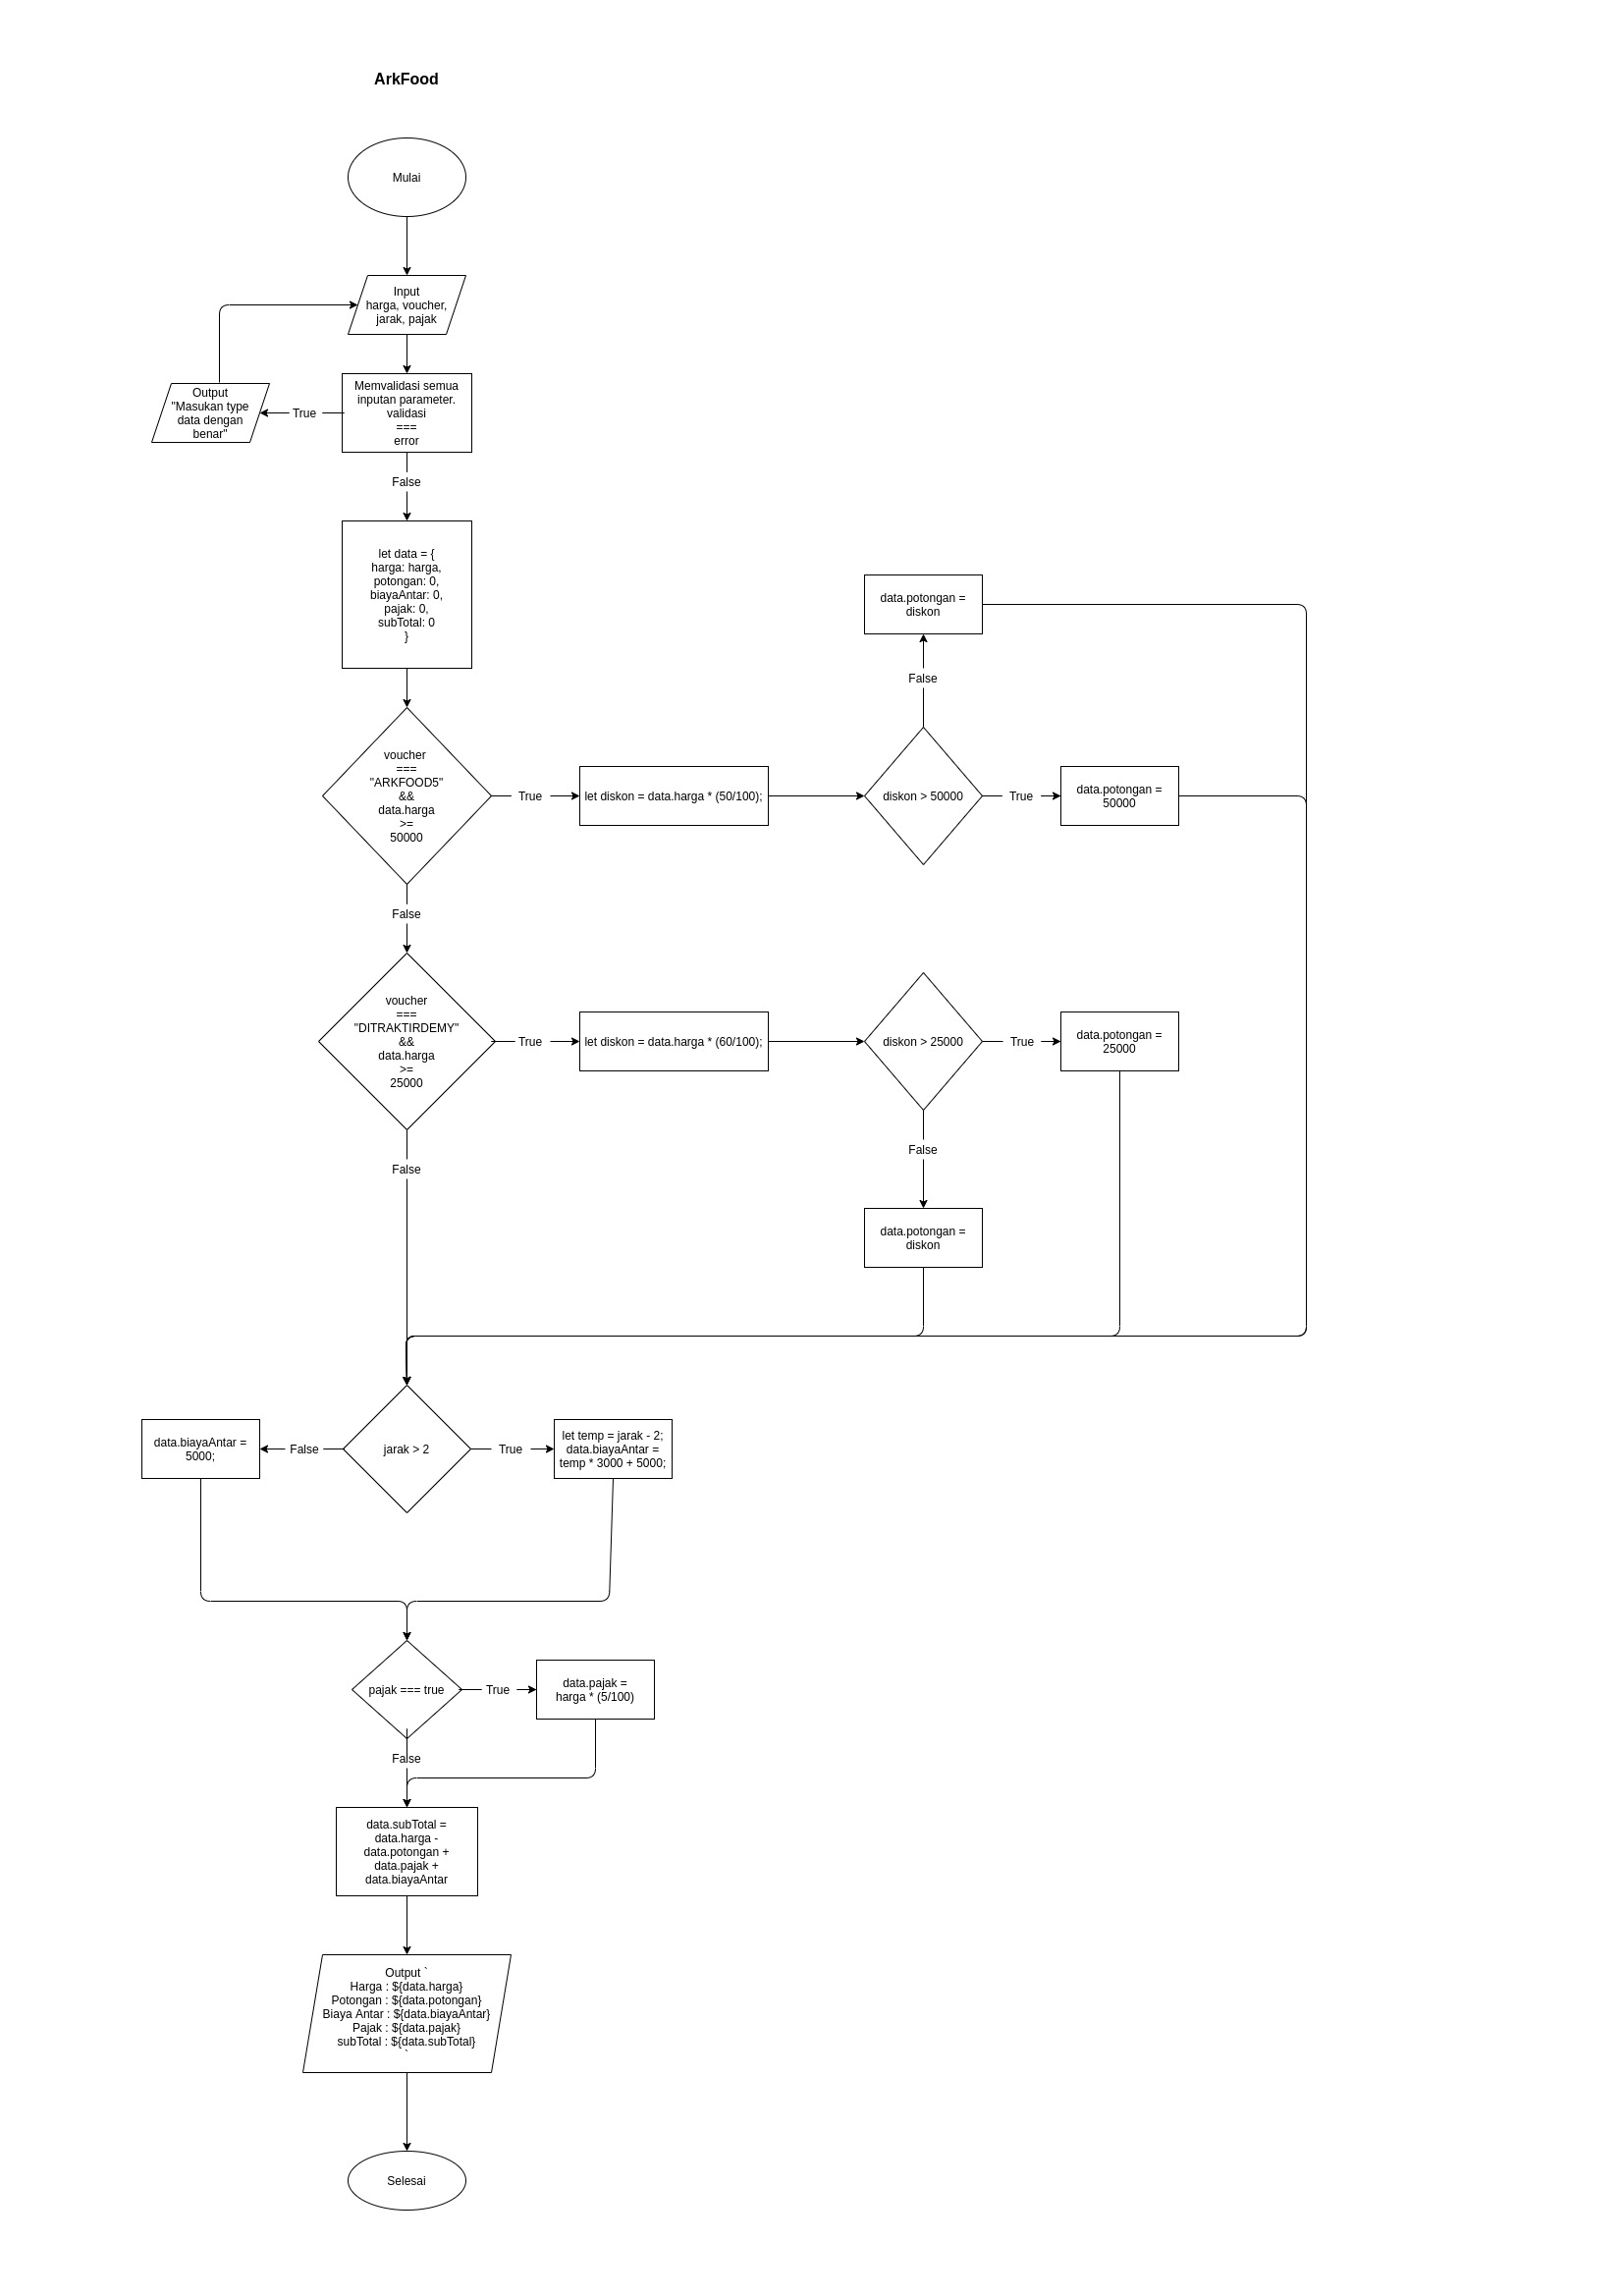 ArkFood
Mulai
Input
harga, voucher,
jarak, pajak
Output
"Masukan type
data dengan
benar"
True
Memvalidasi semua
inputan parameter.
validasi
===
error
False
let data = {
harga: harga,
potongan: 0,
biayaAntar: 0,
pajak: 0,
subTotal: 0
}
data.potongan =
diskon
False
voucher
===
"ARKFOOD5"
&&
data.harga
>=
50000
True
let diskon = data.harga * (50/100);
diskon > 50000
True
data.potongan =
50000
False
voucher
===
"DITRAKTIRDEMY"
&&
data.harga
>=
25000
True
let diskon = data.harga * (60/100);
diskon > 25000
True
data.potongan =
25000
False
False
data.potongan =
diskon
data.biayaAntar =
5000;
False
jarak > 2
True
let temp = jarak - 2;
data.biayaAntar =
temp * 3000 + 5000;
pajak === true
True
data.pajak =
harga * (5/100)
False
data.subTotal =
data.harga -
data.potongan +
data.pajak +
data.biayaAntar
Output `
Harga : ${data.harga}
Potongan : ${data.potongan}
Biaya Antar : ${data.biayaAntar}
Pajak : ${data.pajak}
subTotal : ${data.subTotal}
`
Selesai